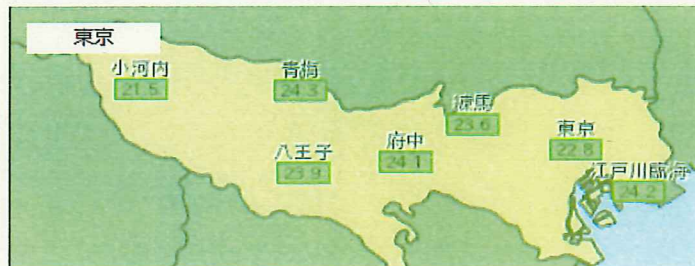 東京
小河内
21.5
青梅
24.3
練馬
23.6
東京
22.8
八王子
23.9
府中
24.1
江戸川臨海
24.2